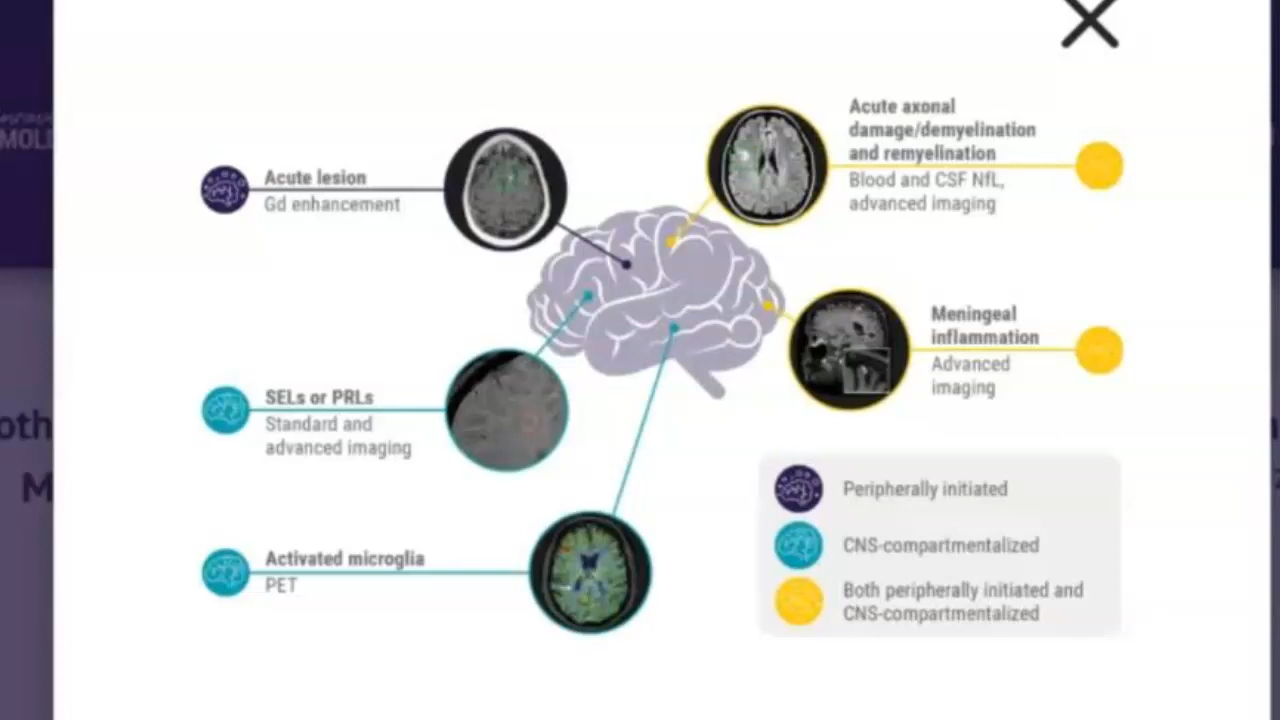 Acute lesion
Gd enhancement
SELs or PRLs
Standard and
advanced imaging
Activated microglia
PET
Acute axonal
damage/demyelination
and remyelination
Blood and CSF NfL,
advanced imaging
Meningeal
inflammation
Advanced
imaging
Peripherally initiated
CNS-compartmentalized
Both peripherally initiated and
CNS-compartmentalized
MOL
oth
M